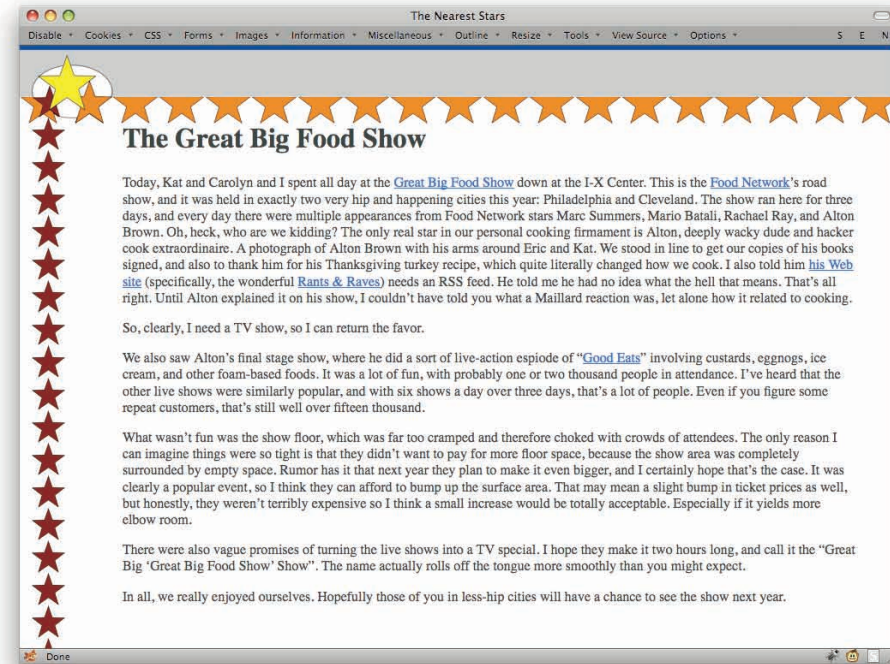 The Nearest Stars
Disable Cookies CSS Forms Images Information Miscellaneous Outline Resize Tools View Source Options S E N
The Great Big Food Show
Today, Kat and Carolyn and I spent all day at the Great Big Food Show down at the I-X Center. This is the Food Network’s road
show, and it was held in exactly two very hip and happening cities this year: Philadelphia and Cleveland. The show ran here for three
days, and every day there were multiple appearances from Food Network stars Marc Summers, Mario Batali, Rachael Ray, and Alton
Brown. Oh, heck, who are we kidding? The only real star in our personal cooking firmament is Alton, deeply wacky dude and hacker
cook extraordinaire. A photograph of Alton Brown with his arms around Eric and Kat. We stood in line to get our copies of his books
signed, and also to thank him for his Thanksgiving turkey recipe, which quite literally changed how we cook. I also told him his Web
site (specifically, the wonderful Rants & Raves) needs an RSS feed. He told me he had no idea what the hell that means. That’s all
right. Until Alton explained it on his show, I couldn’t have told you what a Maillard reaction was, let alone how it related to cooking.
So, clearly, I need a TV show, so I can return the favor.
We also saw Alton’s final stage show, where he did a sort of live-action espiode of “Good Eats” involving custards, eggnogs, ice
cream, and other foam-based foods. It was a lot of fun, with probably one or two thousand people in attendance. I’ve heard that the
other live shows were similarly popular, and with six shows a day over three days, that’s a lot of people. Even if you figure some
repeat customers, that’s still well over fifteen thousand.
What wasn’t fun was the show floor, which was far too cramped and therefore choked with crowds of attendees. The only reason I
can imagine things were so tight is that they didn’t want to pay for more floor space, because the show area was completely
surrounded by empty space. Rumor has it that next year they plan to make it even bigger, and I certainly hope that’s the case. It was
clearly a popular event, so I think they can afford to bump up the surface area. That may mean a slight bump in ticket prices as well,
but honestly, they weren’t terribly expensive so I think a small increase would be totally acceptable. Especially if it yields more
elbow room.
There were also vague promises of turning the live shows into a TV special. I hope they make it two hours long, and call it the “Great
Big ‘Great Big Food Show’ Show”. The name actually rolls off the tongue more smoothly than you might expect.
In all, we really enjoyed ourselves. Hopefully those of you in less-hip cities will have a chance to see the show next year.
Done